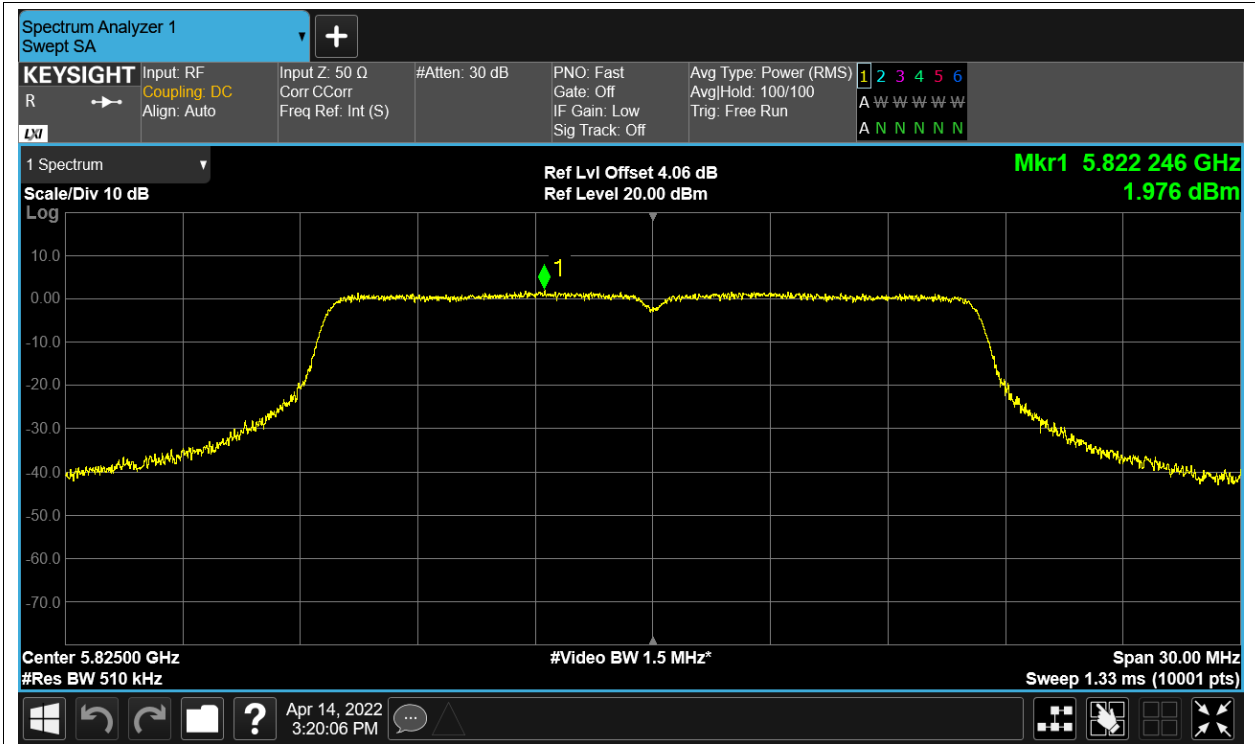 Spectrum Analyzer 1
Swept SA
KEYSIGHT
R
LXI
Input: RF
Coupling: DC
Align: Auto
Input Z: 50 Ω
Corr CCorr
Freq Ref: Int (S)
#Atten: 30 dB
PNO: Fast
Gate: Off
IF Gain: Low
Sig Track: Off
Avg Type: Power (RMS)
Avg|Hold: 100/100
Trig: Free Run
1 2 3 4 5 6
A W W W W W
A N N N N N
1 Spectrum
Scale/Div 10 dB
Log
Ref Lvl Offset 4.06 dB
Ref Level 20.00 dBm
Mkr1 5.822 246 GHz
1.976 dBm
10.0
1
0.00
-10.0
-20.0
-30.0
-40.0
-50.0
-60.0
-70.0
Center 5.82500 GHz
#Res BW 510 kHz
#Video BW 1.5 MHz*
Span 30.00 MHz
Sweep 1.33 ms (10001 pts)
?
Apr 14, 2022
3:20:06 PM